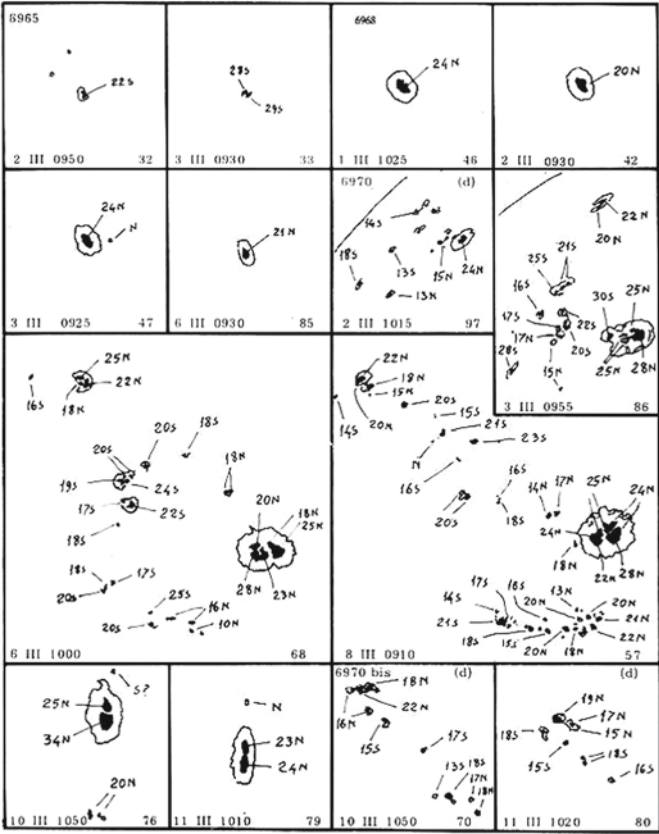 6965
22S
2 III 0950 32
28S
29S
3 III 0930 33
6968
24N
1 III 1025 46
20N
2 III 0930 42
24N
N
3 III 0925 47
21N
6 III 0930 85
6970 (d)
14S
18S
13S
15N
24N
13N
2 III 1015 97
22N
20N
21S
25S
16S
30S
25N
17S
22S
17N
20S
28S
15N
25N
28N
3 III 0955 86
25N
22N
16S
18N
18S
20S
20S
18N
19S
24S
17S
22S
20N
18N
25N
18S
28N
23N
18S
17S
20S
25S
16N
20S
10N
6 III 1000 68
22N
18N
15N
14S
20N
20S
15S
21S
23S
N
16S
16S
20S
18S
14N
17N
25N
24N
24N
18N
22N
28N
17S
16S
13N
14S
20N
20N
21S
21N
18S
15S
20N
18N
22N
8 III 0910 57
S?
25N
34N
20N
10 III 1050 76
N
23N
24N
11 III 1010 79
6970 bis (d)
18N
16N
22N
15S
17S
13S
18S
17N
18N
10 III 1050 70
(d)
19N
17N
18S
15N
15S
18S
16S
11 III 1020 80